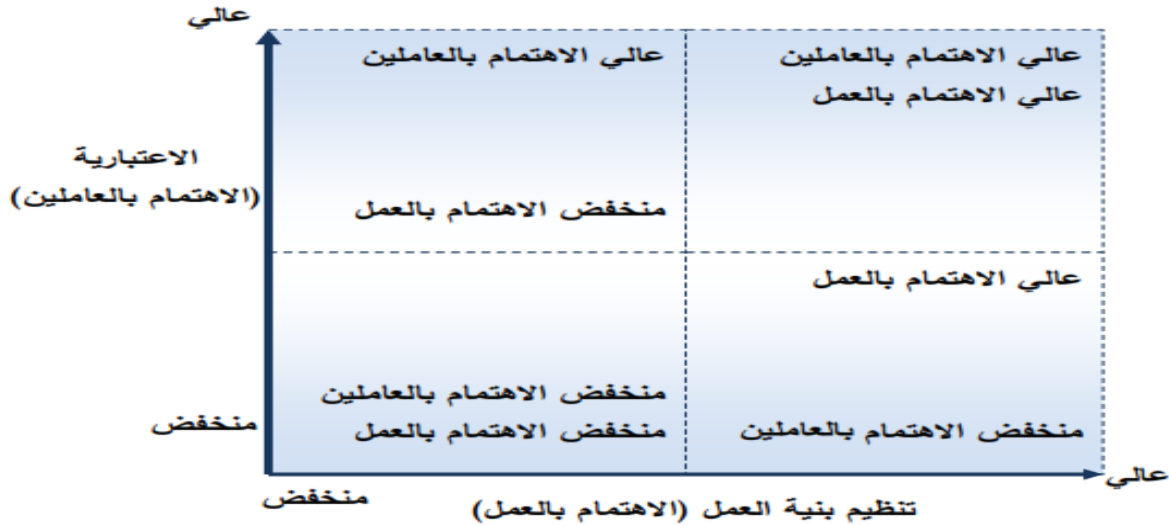 عالي
عالي الاهتمام بالعاملين
عالي الاهتمام بالعمل
عالي الاهتمام بالعاملين
منخفض الاهتمام بالعمل
الاعتبارية
(الاهتمام بالعاملين)
عالي الاهتمام بالعمل
منخفض الاهتمام بالعاملين
منخفض الاهتمام بالعاملين
منخفض الاهتمام بالعمل
منخفض
عالي
تنظيم بنية العمل (الاهتمام بالعمل)
منخفض